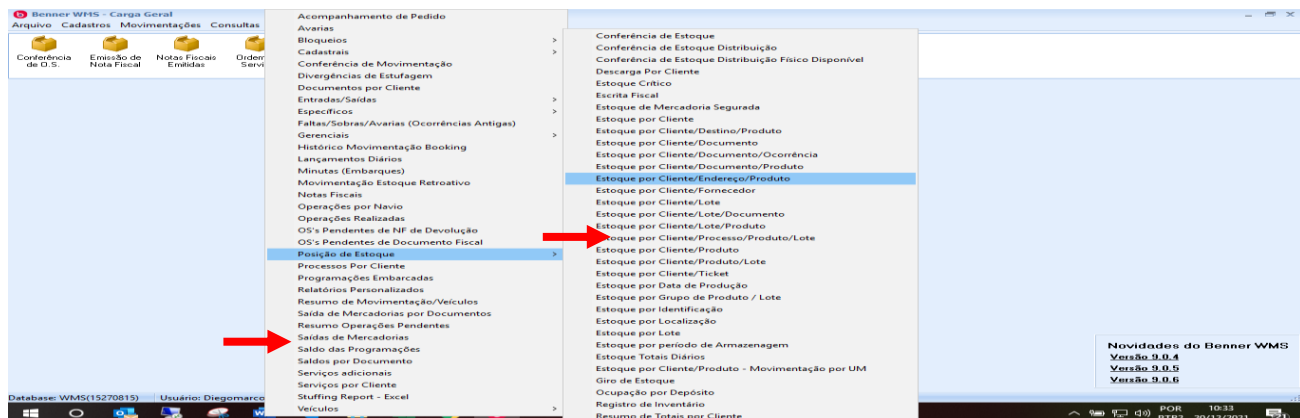 Benner WMS - Carga Geral
Arquivo Cadastros Movimentações Consultas
Conferência de O.S.
Emissão de Nota Fiscal
Notas Fiscais Emitidas
Acompanhamento de Pedido
Avarias
Bloqueios >
Cadastrais >
Conferência de Movimentação
Divergências de Estufagem
Documentos por Cliente
Entradas/Saídas >
Específicos >
Faltas/Sobras/Avarias (Ocorrências Antigas)
Gerenciais >
Histórico Movimentação Booking
Lançamentos Diários
Minutas (Embarques)
Movimentação Estoque Retroativo
Notas Fiscais
Operações por Navio
Operações Realizadas
OS's Pendentes de NF de Devolução
OS's Pendentes de Documento Fiscal
Posição de Estoque >
Processos Por Cliente
Programações Embarcadas
Relatórios Personalizados
Resumo de Movimentação/Veículos
Saída de Mercadorias por Documentos
Resumo Operações Pendentes
Saídas de Mercadorias
Saldo das Programações
Saldos por Documento
Serviços adicionais
Serviços por Cliente
Stuffing Report - Excel
Veículos >
Conferência de Estoque
Conferência de Estoque Distribuição
Conferência de Estoque Distribuição Físico Disponível
Descarga Por Cliente
Estoque Crítico
Escrita Fiscal
Estoque de Mercadoria Segurada
Estoque por Cliente
Estoque por Cliente/Destino/Produto
Estoque por Cliente/Documento
Estoque por Cliente/Documento/Ocorrência
Estoque por Cliente/Documento/Produto
Estoque por Cliente/Endereço/Produto
Estoque por Cliente/Fornecedor
Estoque por Cliente/Lote
Estoque por Cliente/Lote/Documento
Estoque por Cliente/Lote/Produto
por Cliente/Processo/Produto/Lote
Estoque por Cliente/Produto
Estoque por Cliente/Produto/Lote
Estoque por Cliente/Ticket
Estoque por Data de Produção
Estoque por Grupo de Produto / Lote
Estoque por Identificação
Estoque por Localização
Estoque por Lote
Estoque por período de Armazenagem
Estoque Totais Diários
Estoque por Cliente/Produto - Movimentação por UM
Giro de Estoque
Ocupação por Depósito
Registro de Inventário
Resumo de Totais por Cliente
Novidades do Benner WMS
Versão 9.0.4
Versão 9.0.5
Versão 9.0.6
Database: WMS(15270815) Usuário: Diegomarco
POR
10:33